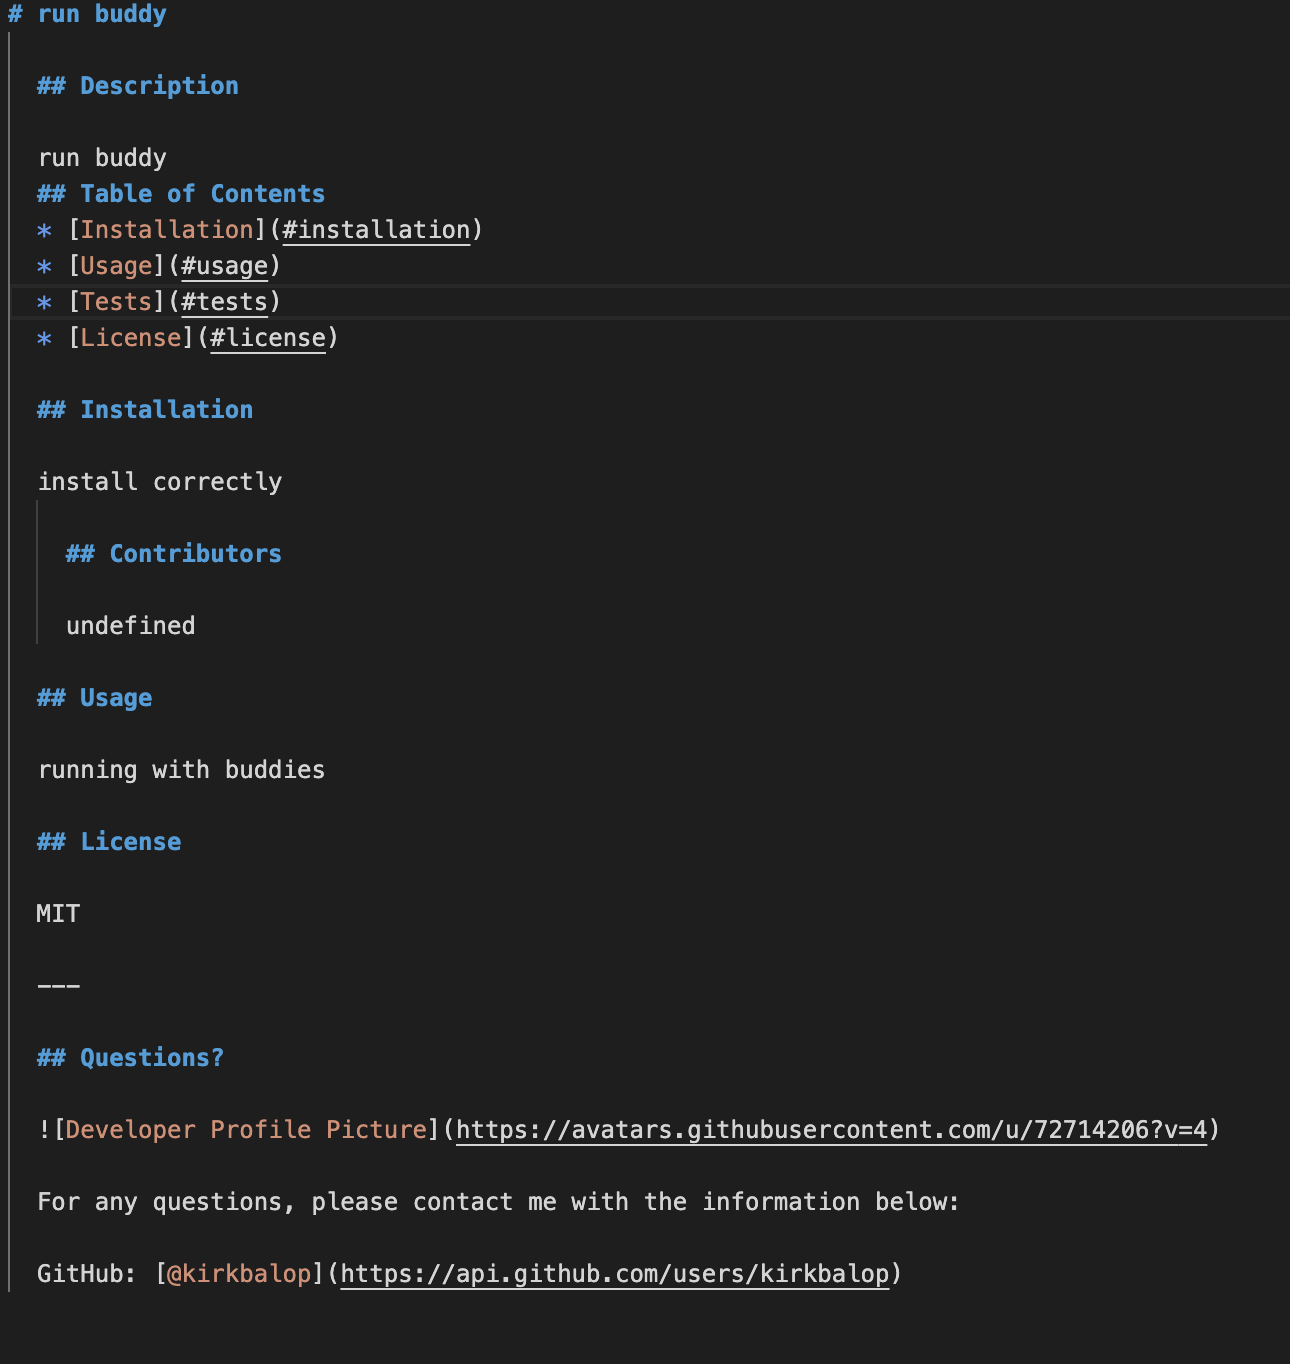 # run buddy
## Description
run buddy
## Table of Contents
* [Installation](#installation)
* [Usage](#usage)
* [Tests](#tests)
* [License](#license)
## Installation
install correctly
## Contributors
undefined
## Usage
running with buddies
## License
MIT
---
## Questions?
![Developer Profile Picture](https://avatars.githubusercontent.com/u/72714206?v=4)
For any questions, please contact me with the information below:
GitHub: [@kirkbalop](https://api.github.com/users/kirkbalop)